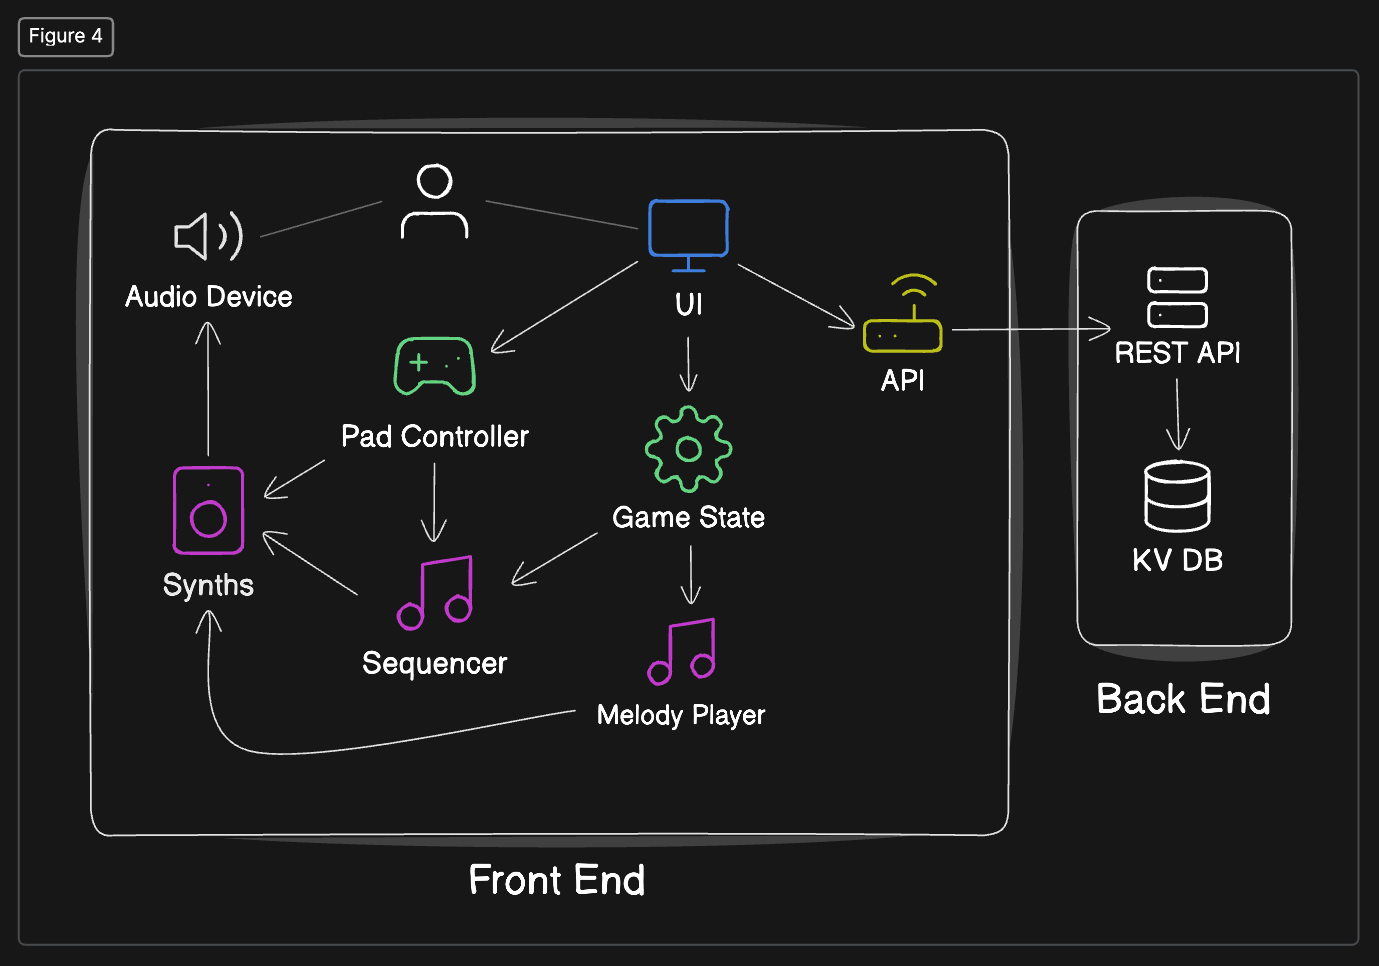 Figure 4
Audio Device
UI
API
REST API
Pad Controller
Game State
KV DB
Synths
Sequencer
Melody Player
Back End
Front End